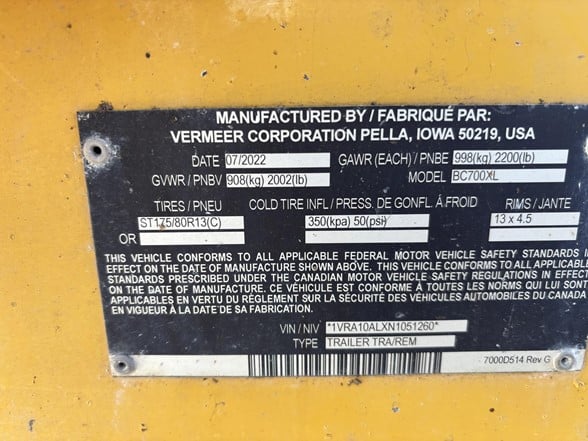 MANUFACTURED BY / FABRIQUÉ PAR:
VERMEER CORPORATION PELLA, IOWA 50219, USA
DATE 07/2022 GAWR (EACH) / PNBE 998(kg) 2200(lb)
GVWR / PNBV 908(kg) 2002(lb) MODEL BC700XL
TIRES / PNEU COLD TIRE INFL / PRESS. DE GONFL. À FROID RIMS / JANTE
ST175/80R13(C) 350(kpa) 50(psi) 13 x 4.5
OR
THIS VEHICLE CONFORMS TO ALL APPLICABLE FEDERAL MOTOR VEHICLE SAFETY STANDARDS IN
EFFECT ON THE DATE OF MANUFACTURE SHOWN ABOVE. THIS VEHICLE CONFORMS TO ALL APPLICABLE
STANDARDS PRESCRIBED UNDER THE CANADIAN MOTOR VEHICLE SAFETY REGULATIONS IN EFFECT
ON THE DATE OF MANUFACTURE. CE VÉHICULE EST CONFORME À TOUTES LES NORMES QUI LUI SONT
APPLICABLES EN VERTU DU RÈGLEMENT SUR LA SÉCURITÉ DES VÉHICULES AUTOMOBILES DU CANADA
EN VIGUEUR À LA DATE DE SA FABRICATION.
VIN / NIV *1VRA10ALXN1051260*
TYPE TRAILER TRA/REM
7000D514 Rev G